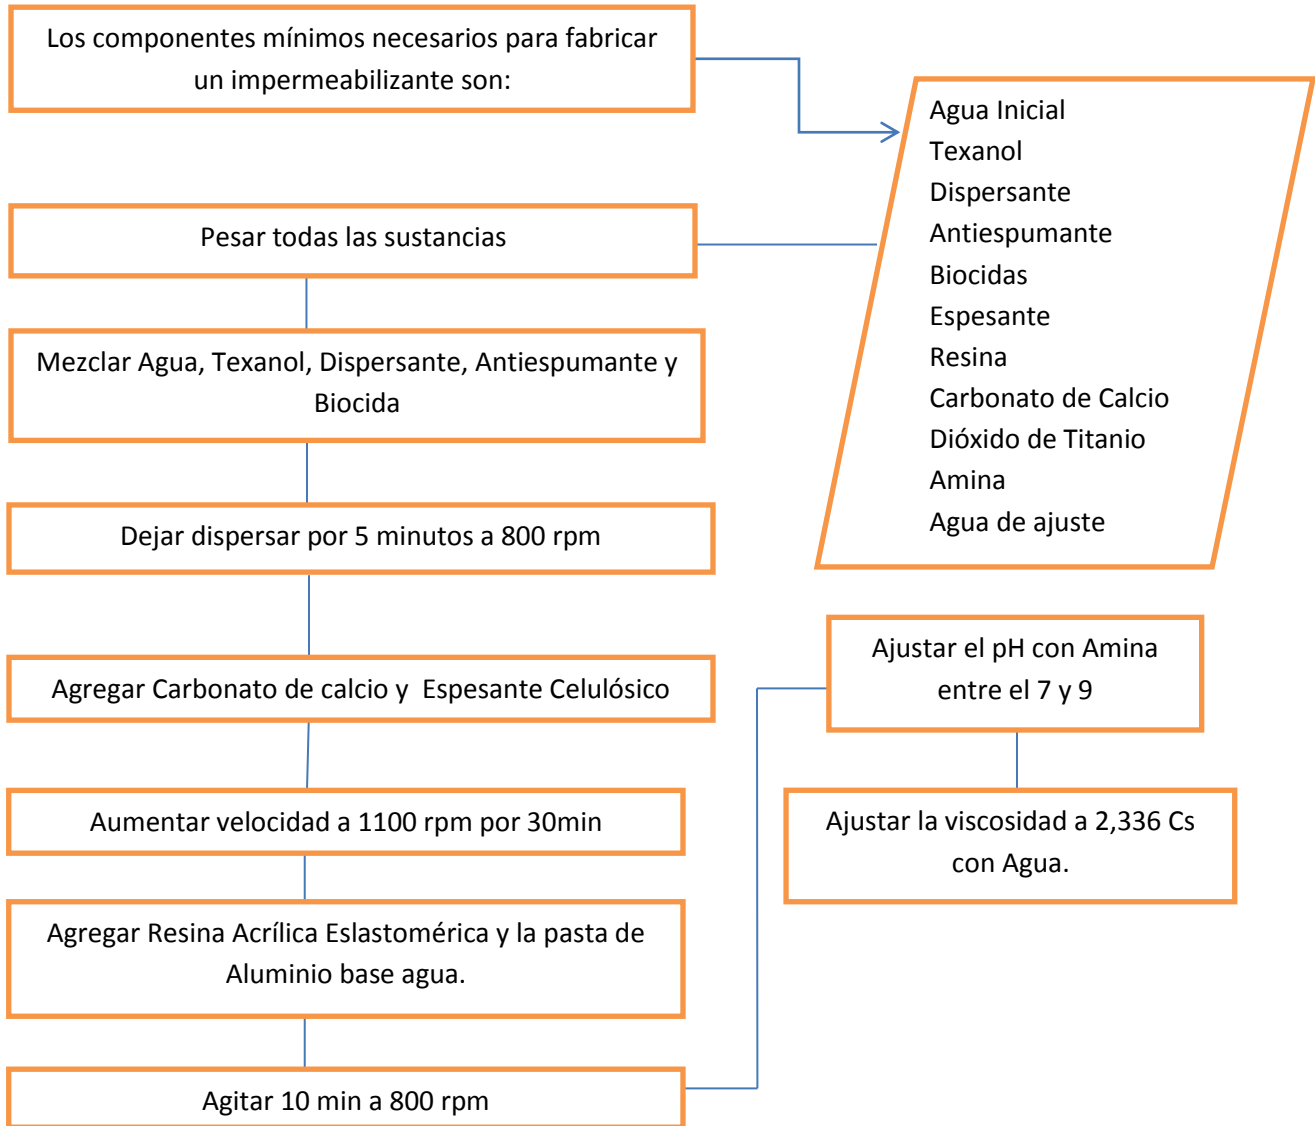 Los componentes mínimos necesarios para fabricar
un impermeabilizante son:
Agua Inicial
Texanol
Dispersante
Antiespumante
Biocidas
Espesante
Resina
Carbonato de Calcio
Dióxido de Titanio
Amina
Agua de ajuste
Pesar todas las sustancias
Mezclar Agua, Texanol, Dispersante, Antiespumante y
Biocida
Dejar dispersar por 5 minutos a 800 rpm
Agregar Carbonato de calcio y  Espesante Celulósico
Aumentar velocidad a 1100 rpm por 30min
Agregar Resina Acrílica Eslastomérica y la pasta de
Aluminio base agua.
Agitar 10 min a 800 rpm
Ajustar el pH con Amina
entre el 7 y 9
Ajustar la viscosidad a 2,336 Cs
con Agua.